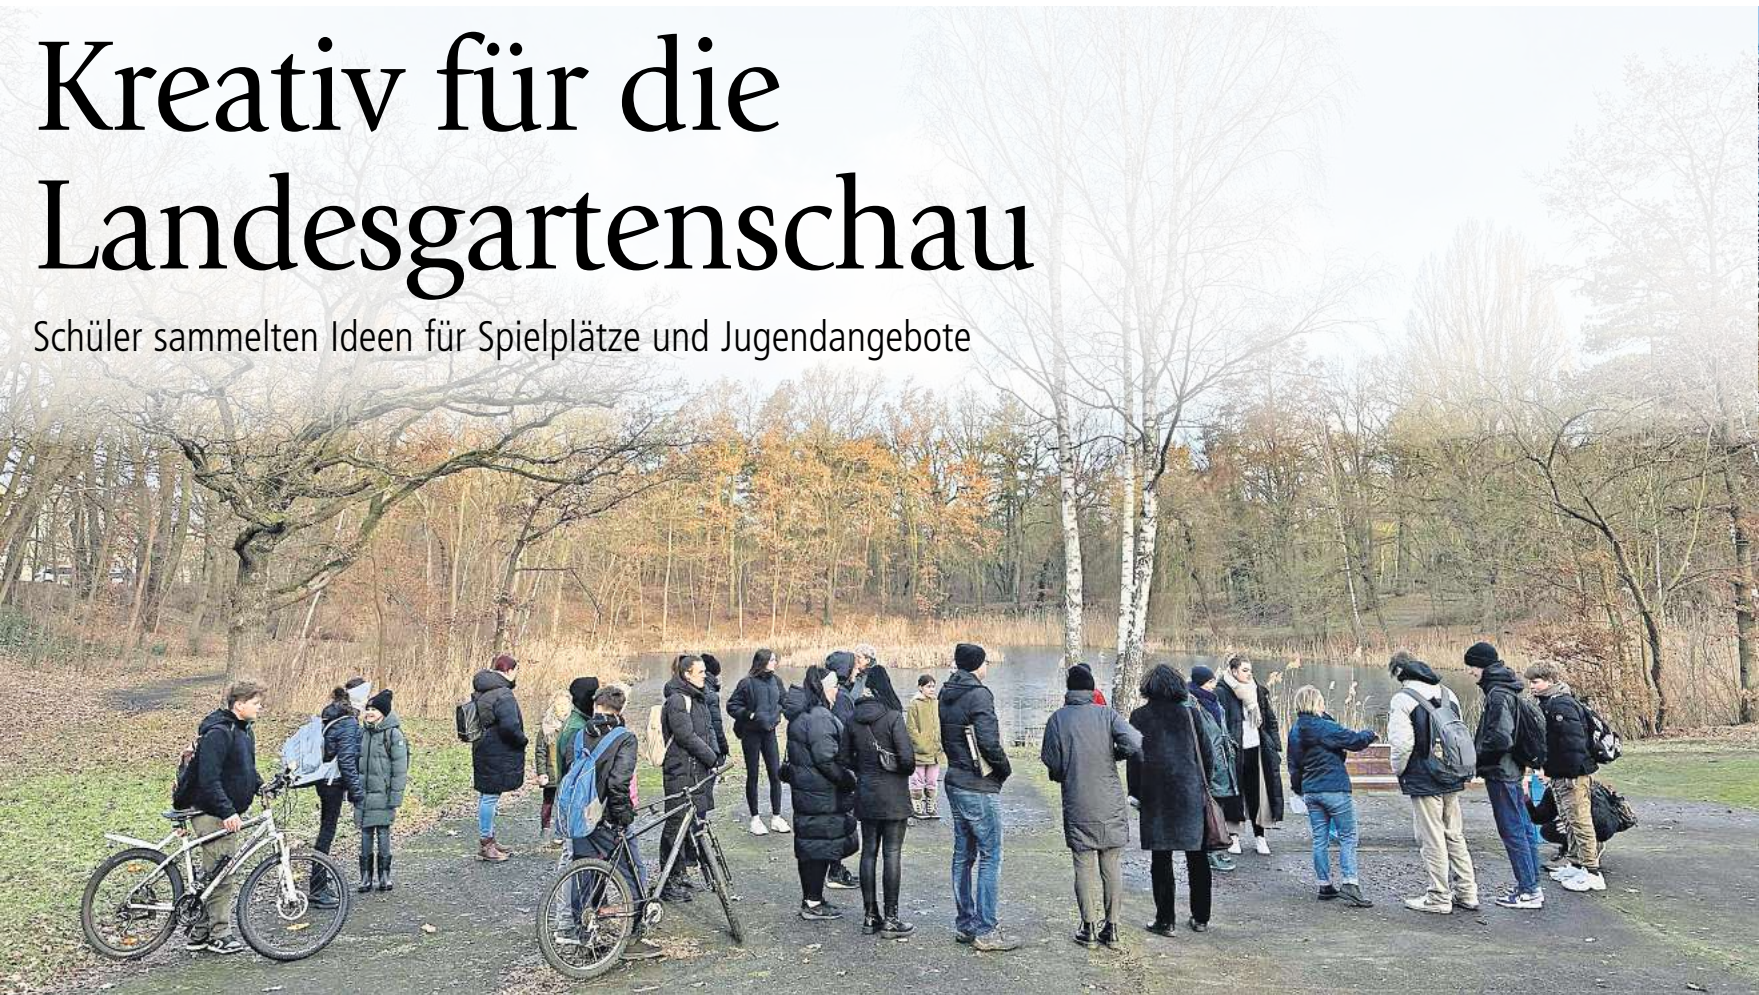 Kreativ für die
Landesgartenschau
Schüler sammelten Ideen für Spielplätze und Jugendangebote